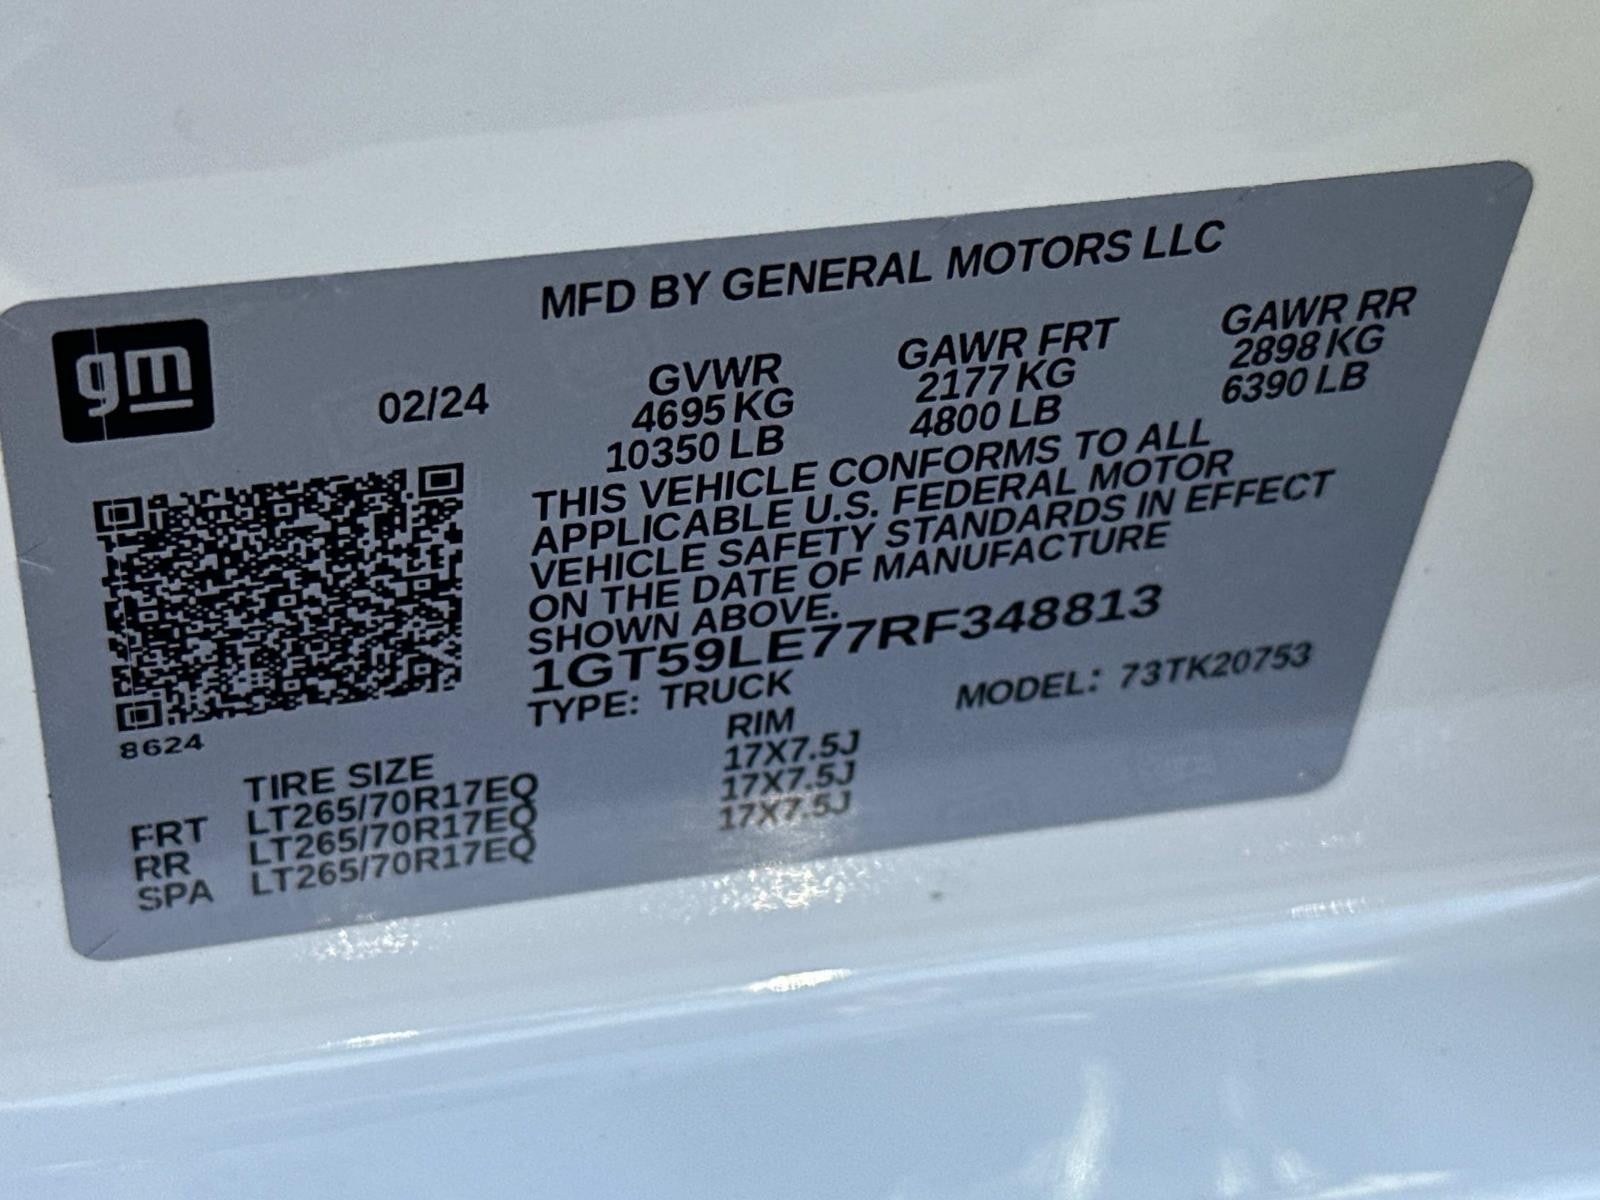 MFD BY GENERAL MOTORS LLC
gm
02/24
GVWR GAWR FRT GAWR RR
4695 KG 2177 KG 2898 KG
10350 LB 4800 LB 6390 LB
THIS VEHICLE CONFORMS TO ALL
APPLICABLE U.S. FEDERAL MOTOR
VEHICLE SAFETY STANDARDS IN EFFECT
ON THE DATE OF MANUFACTURE
SHOWN ABOVE.
1GT59LE77RF348813
TYPE: TRUCK MODEL: 73TK20753
8624
TIRE SIZE RIM
FRT LT265/70R17EQ 17X7.5J
RR LT265/70R17EQ 17X7.5J
SPA LT265/70R17EQ 17X7.5J